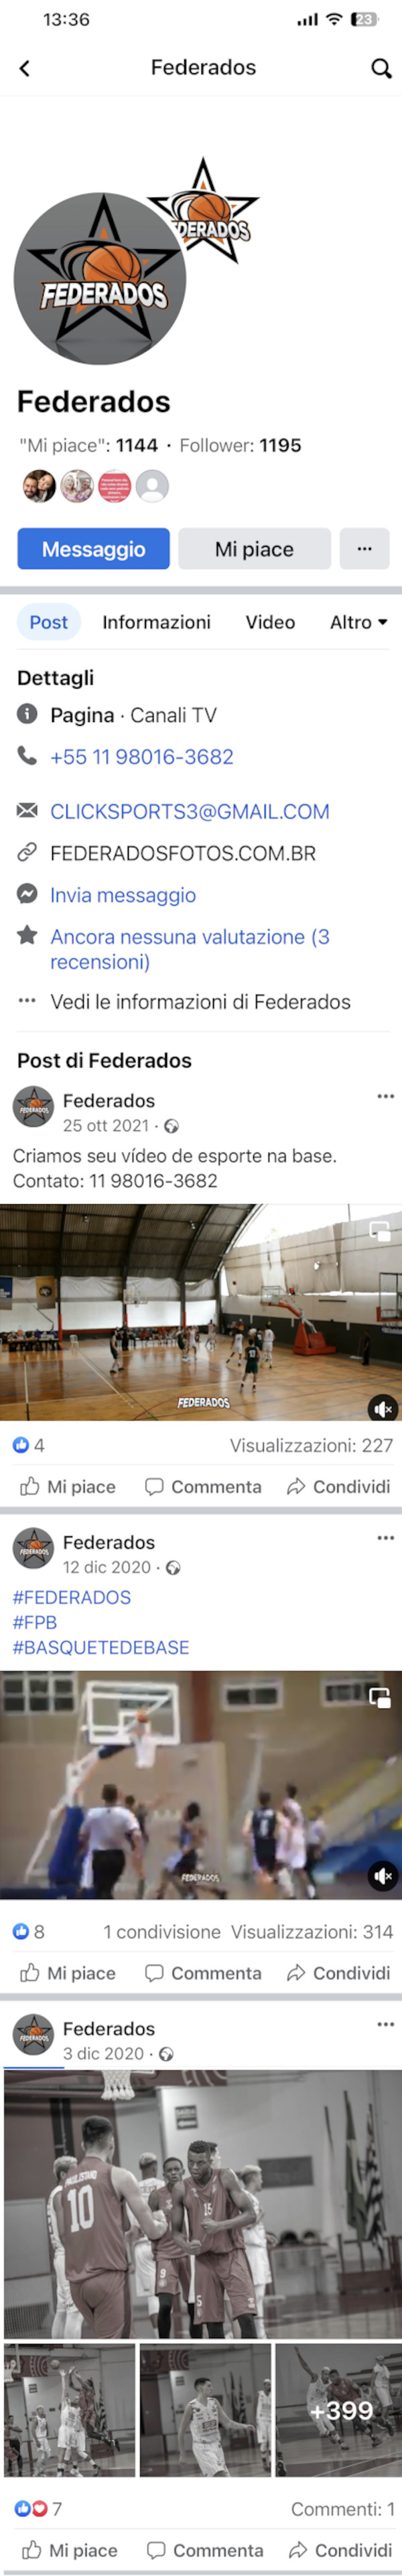 13:36
23
Federados
FEDERADOS
DERADOS
Federados
"Mi piace": 1144 · Follower: 1195
Messaggio
Mi piace
...
Post
Informazioni
Video
Altro
Dettagli
Pagina · Canali TV
+55 11 98016-3682
CLICKSPORTS3@GMAIL.COM
FEDERADOSFOTOS.COM.BR
Invia messaggio
Ancora nessuna valutazione (3
recensioni)
Vedi le informazioni di Federados
Post di Federados
Federados
25 ott 2021 ·
Criamos seu vídeo de esporte na base.
Contato: 11 98016-3682
FEDERADOS
4
Visualizzazioni: 227
Mi piace
Commenta
Condividi
Federados
12 dic 2020 ·
#FEDERADOS
#FPB
#BASQUETEDEBASE
FEDERADOS
8
1 condivisione Visualizzazioni: 314
Mi piace
Commenta
Condividi
Federados
3 dic 2020 ·
PAULISTANO
10
15
9
5
+399
7
Commenti: 1
Mi piace
Commenta
Condividi